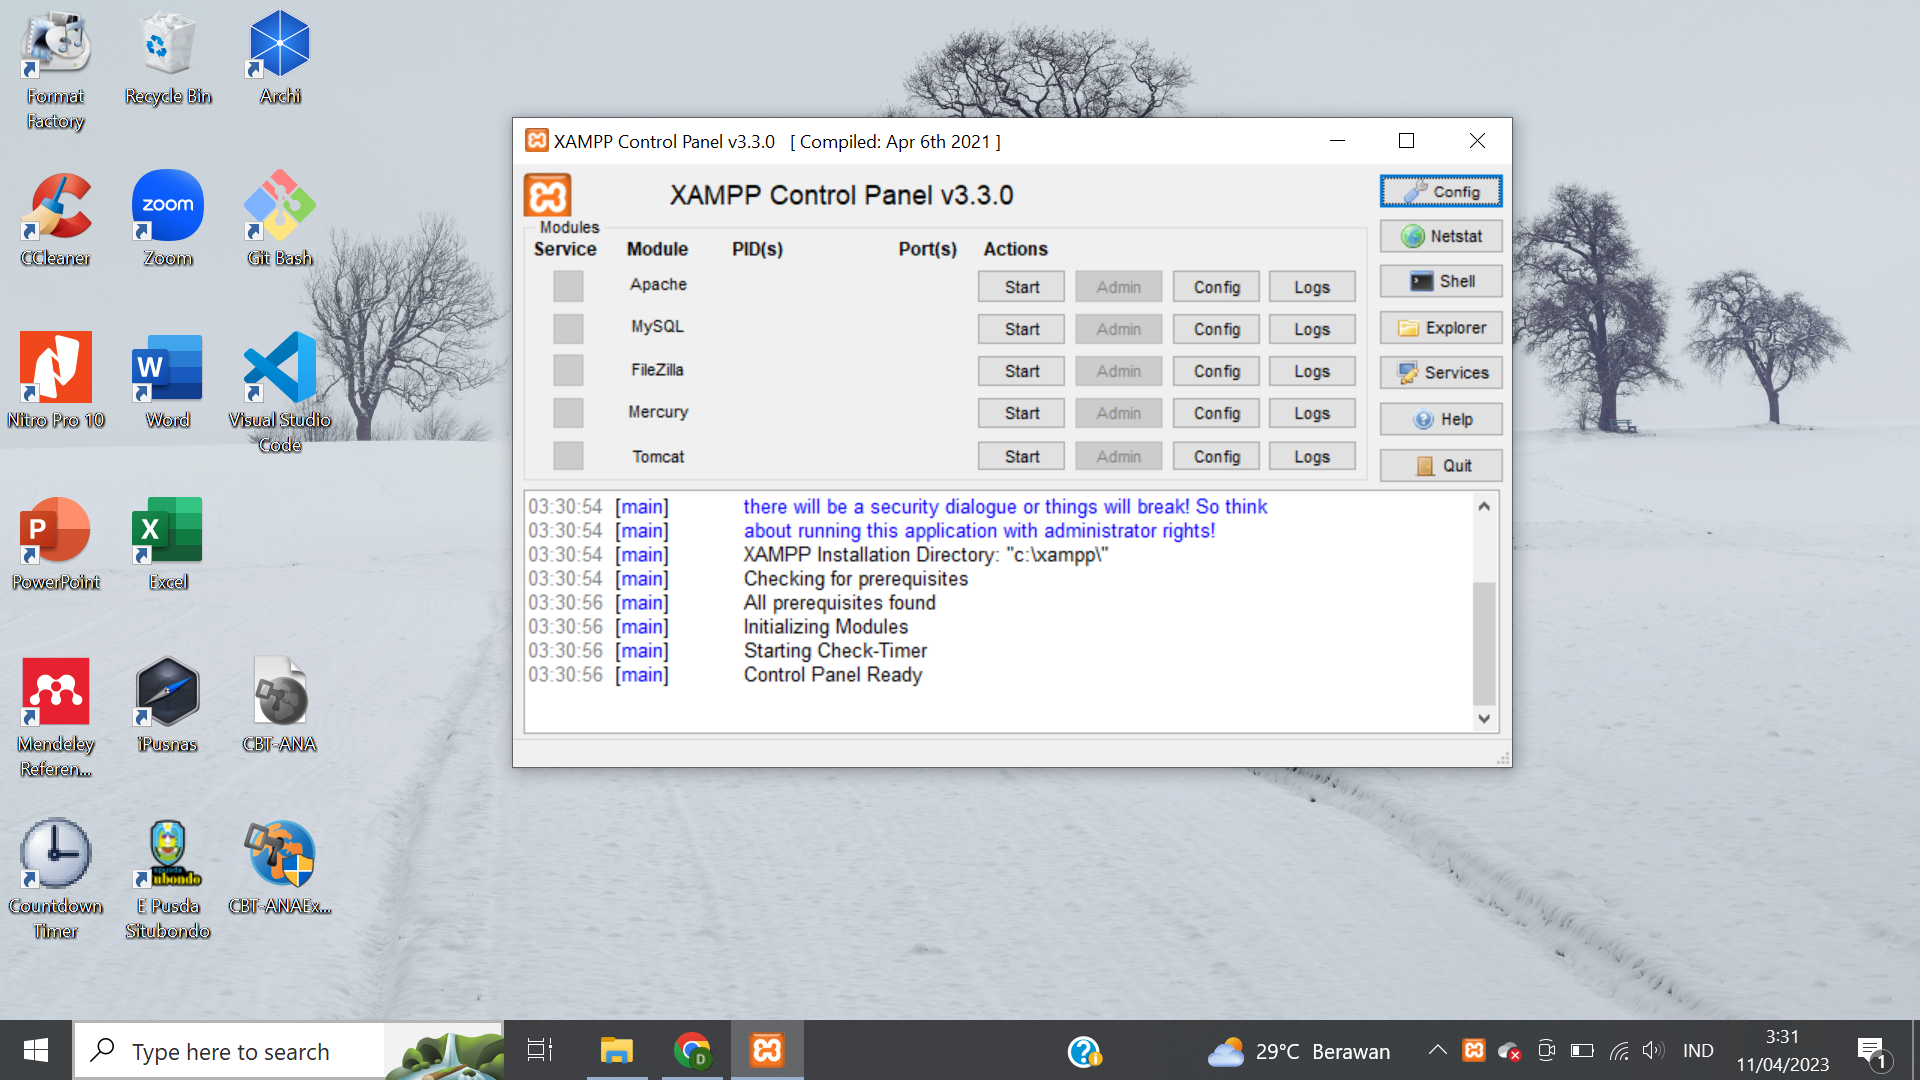 Format
Factory
Recycle Bin
Archi
CCleaner
zoom
Zoom
Git Bash
Nitro Pro 10
W
Word
Visual Studio
Code
P
PowerPoint
X
Excel
Mendeley
Referen...
iPusnas
CBT-ANA
Countdown
Timer
E Pusda
Situbondo
CBT-ANAEx...
XAMPP Control Panel v3.3.0 [ Compiled: Apr 6th 2021 ]
XAMPP Control Panel v3.3.0
Config
Modules
Service Module PID(s) Port(s) Actions
Netstat
Apache Start Admin Config Logs
Shell
MySQL Start Admin Config Logs
Explorer
FileZilla Start Admin Config Logs
Services
Mercury Start Admin Config Logs
Help
Tomcat Start Admin Config Logs
Quit
03:30:54 [main] there will be a security dialogue or things will break! So think
03:30:54 [main] about running this application with administrator rights!
03:30:54 [main] XAMPP Installation Directory: "c:\xampp\"
03:30:54 [main] Checking for prerequisites
03:30:56 [main] All prerequisites found
03:30:56 [main] Initializing Modules
03:30:56 [main] Starting Check-Timer
03:30:56 [main] Control Panel Ready
Type here to search
D
29°C Berawan
IND
3:31
11/04/2023
1